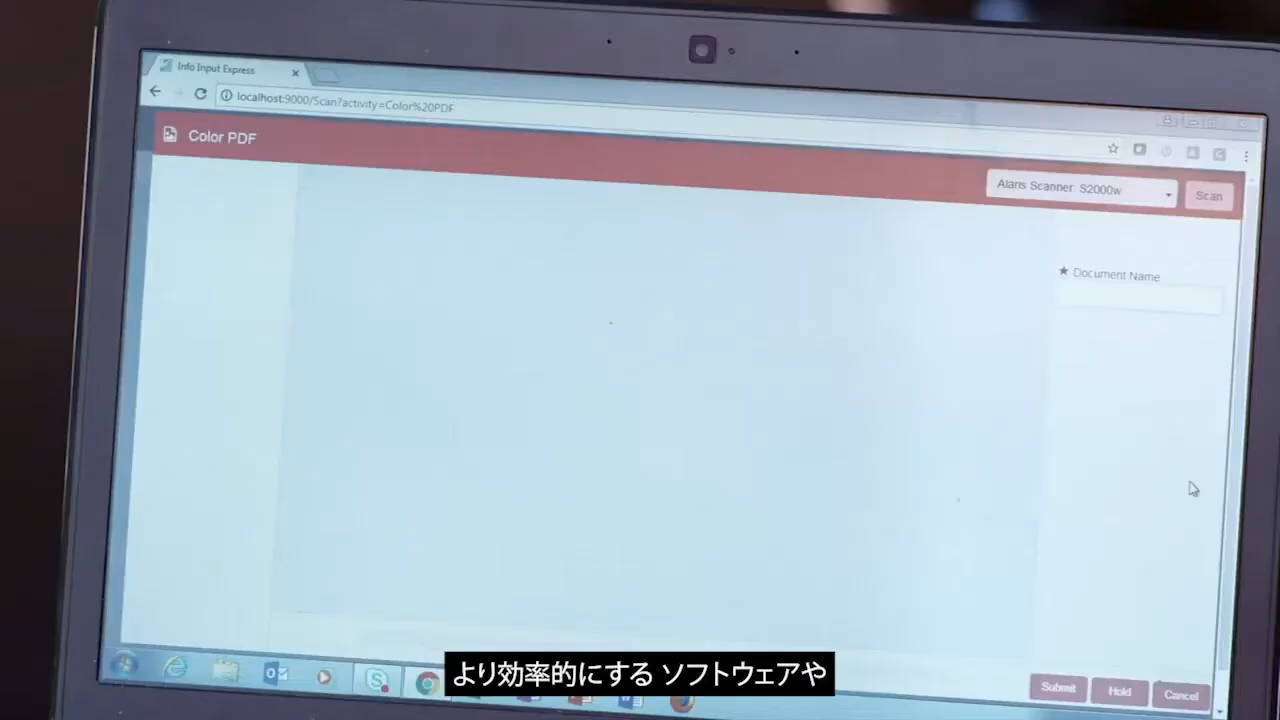 Info Input Express
localhost:9000/Scan?activity=Color%20PDF
Color PDF
Alaris Scanner: S2000w
Scan
★ Document Name
Submit
Hold
Cancel
より効率的にする ソフトウェアや